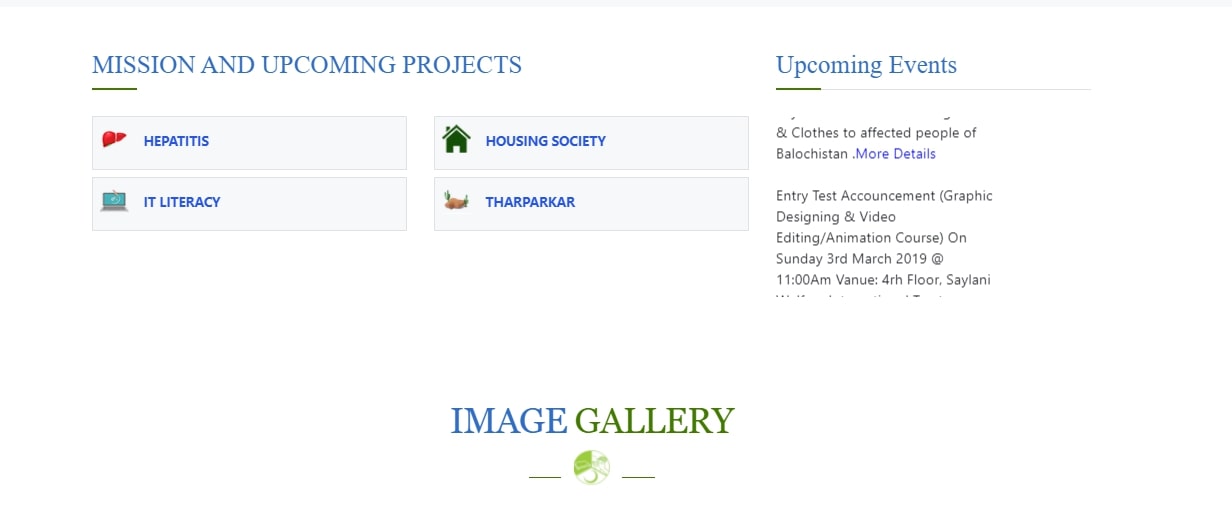 MISSION AND UPCOMING PROJECTS
HEPATITIS
HOUSING SOCIETY
IT LITERACY
THARPARKAR
Upcoming Events
& Clothes to affected people of
Balochistan .More Details
Entry Test Accouncement (Graphic
Designing & Video
Editing/Animation Course) On
Sunday 3rd March 2019 @
11:00Am Vanue: 4rh Floor, Saylani
IMAGE GALLERY